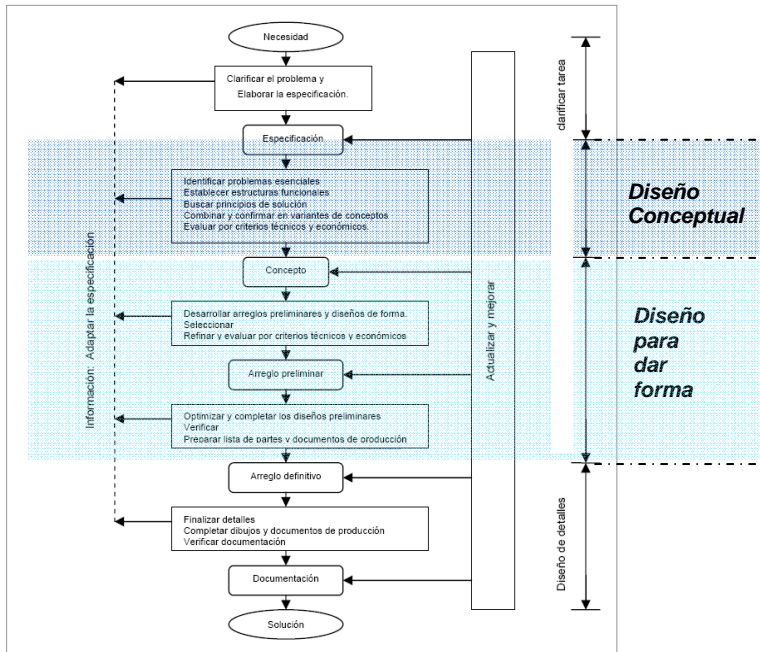 Necesidad
Clarificar el problema y
Elaborar la especificación.
Especificación
Identificar problemas esenciales
Establecer estructuras funcionales
Buscar principios de solución
Combinar y confirmar en variantes de conceptos
Evaluar por criterios técnicos y económicos.
Concepto
Desarrollar arreglos preliminares y diseños de forma.
Seleccionar
Refinar y evaluar por criterios técnicos y económicos
Arreglo preliminar
Optimizar y completar los diseños preliminares
Verificar
Preparar lista de partes y documentos de producción
Arreglo definitivo
Finalizar detalles
Completar dibujos y documentos de producción
Verificar documentación
Documentación
Solución
Información: Adaptar la especificación
Actualizar y mejorar
clarificar tarea
Diseño
Conceptual
Diseño
para
dar
forma
Diseño de detalles